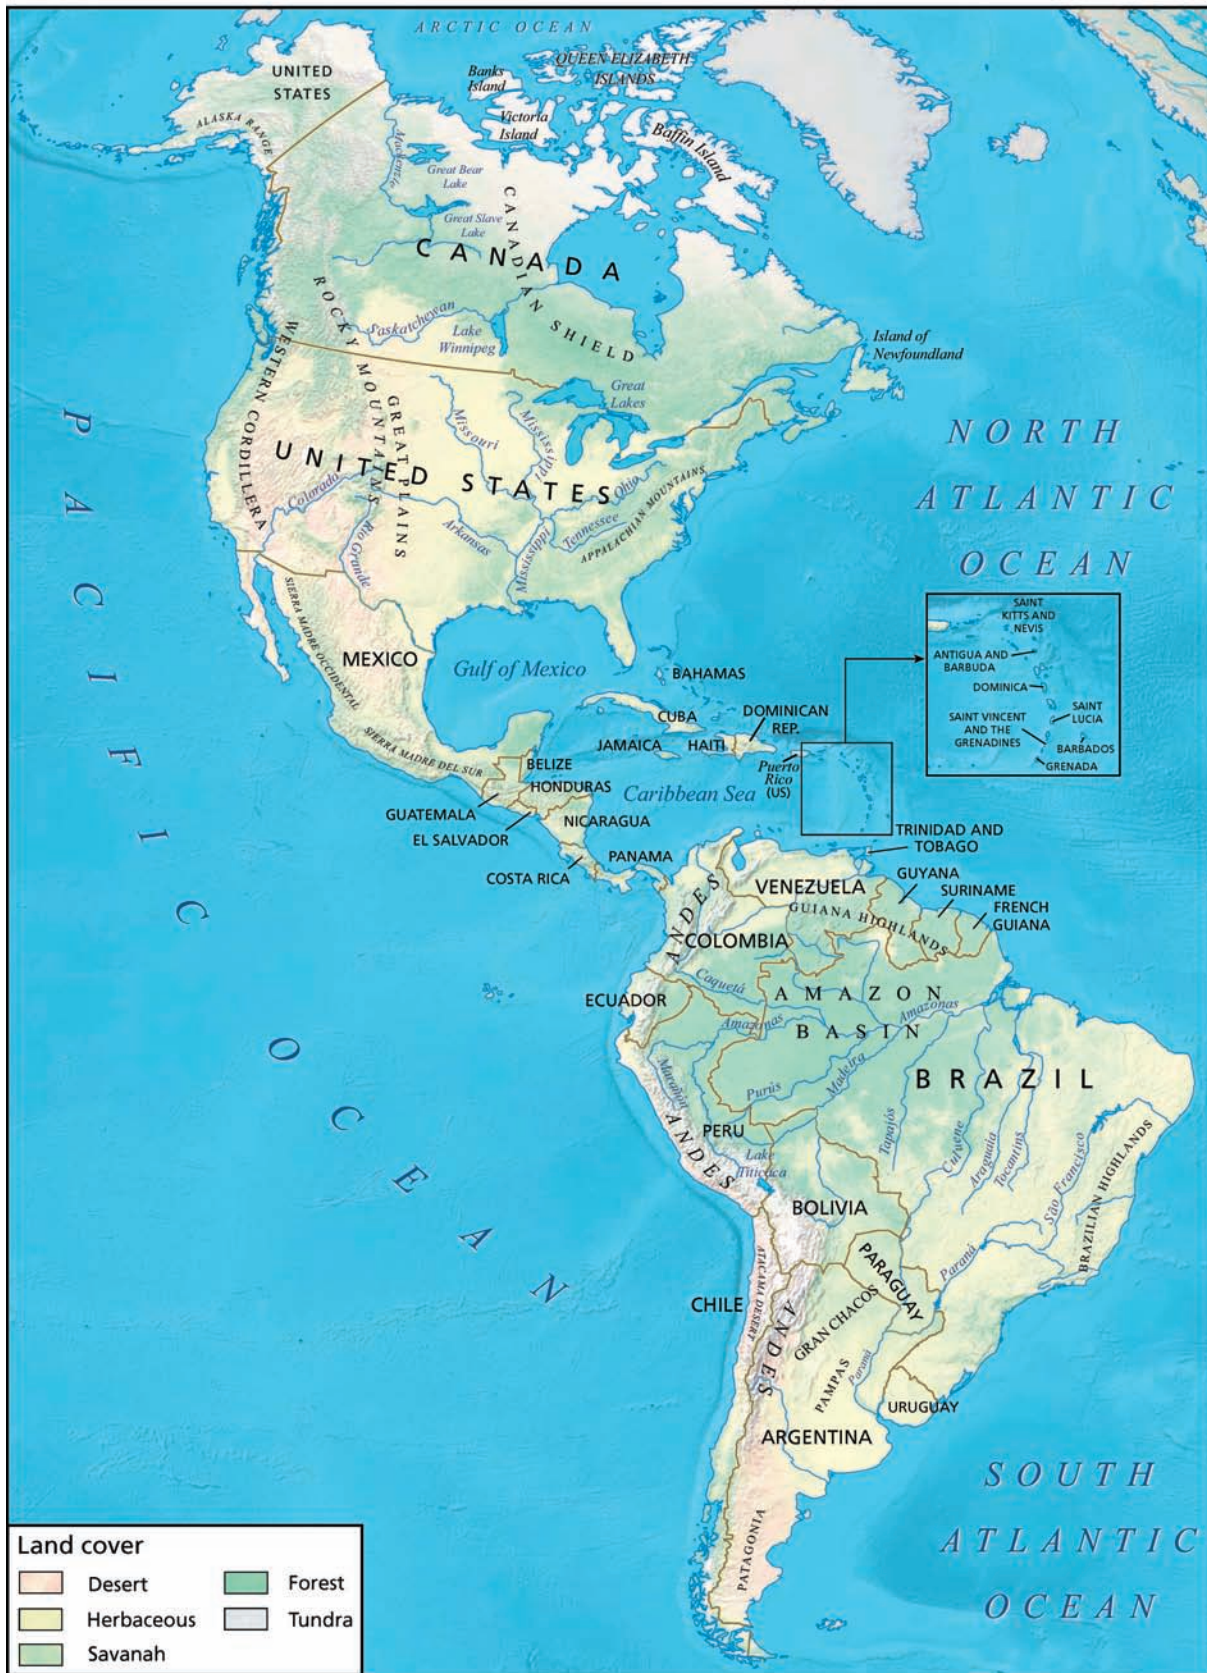 ARCTIC OCEAN
QUEEN ELIZABETH
ISLANDS
Banks
Island
Victoria
Island
Baffin Island
UNITED
STATES
ALASKA RANGE
Mackenzie
Great Bear
Lake
Great Slave
Lake
CANADIAN SHIELD
CANADA
ROCKY MOUNTAINS
Saskatchewan
Lake
Winnipeg
Island of
Newfoundland
WESTERN CORDILLERA
GREAT PLAINS
Great
Lakes
Missouri
Mississippi
UNITED STATES
Colorado
Ohio
Rio Grande
Arkansas
Mississippi
Tennessee
APPALACHIAN MOUNTAINS
PACIFIC OCEAN
NORTH
ATLANTIC
OCEAN
SIERRA MADRE OCCIDENTAL
MEXICO
Gulf of Mexico
SIERRA MADRE DEL SUR
BAHAMAS
CUBA
DOMINICAN
REP.
JAMAICA
HAITI
Puerto
Rico
(US)
BELIZE
HONDURAS
Caribbean Sea
GUATEMALA
EL SALVADOR
NICARAGUA
COSTA RICA
PANAMA
SAINT
KITTS AND
NEVIS
ANTIGUA AND
BARBUDA
DOMINICA
SAINT
LUCIA
SAINT VINCENT
AND THE
GRENADINES
BARBADOS
GRENADA
TRINIDAD AND
TOBAGO
VENEZUELA
GUYANA
SURINAME
FRENCH
GUIANA
GUIANA HIGHLANDS
ANDES
COLOMBIA
ECUADOR
Caquetá
AMAZON
BASIN
Amazonas
Amazonas
Marañón
Purús
Madeira
BRAZIL
Tapajós
Culuene
Araguaia
Tocantins
São Francisco
BRAZILIAN HIGHLANDS
PERU
ANDES
Lake
Titicaca
BOLIVIA
PARAGUAY
Paraná
ATACAMA DESERT
CHILE
ANDES
GRAN CHACOS
PAMPAS
Paraná
URUGUAY
ARGENTINA
PATAGONIA
SOUTH
ATLANTIC
OCEAN
Land cover
Desert
Herbaceous
Savanah
Forest
Tundra